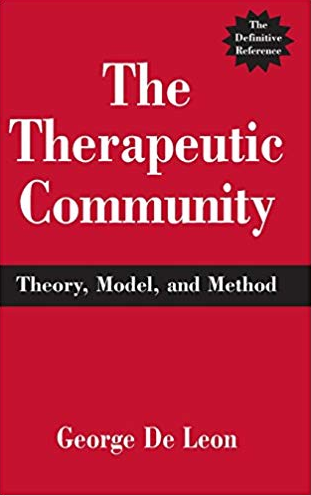 The
Definitive
Reference
The
Therapeutic
Community
Theory, Model, and Method
George De Leon